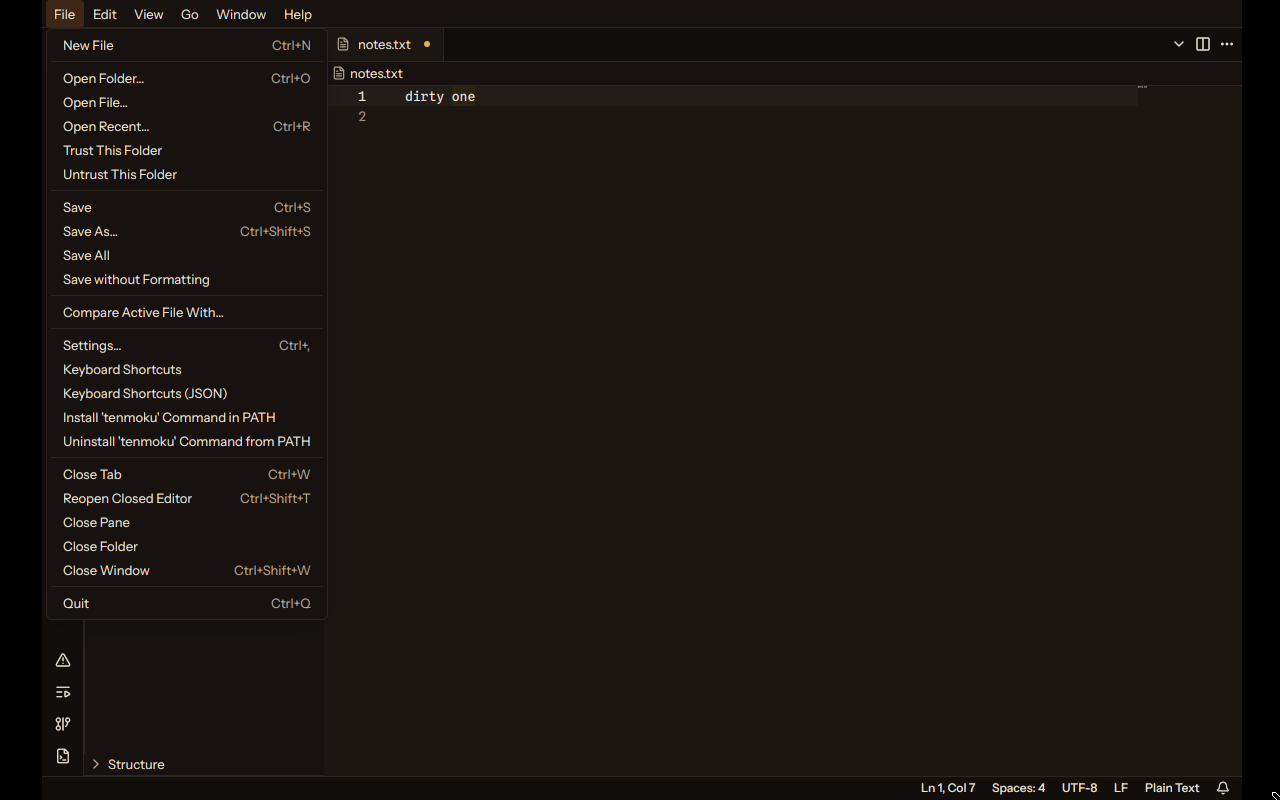 File Edit View Go Window Help
New File Ctrl+N
Open Folder... Ctrl+O
Open File...
Open Recent... Ctrl+R
Trust This Folder
Untrust This Folder
Save Ctrl+S
Save As... Ctrl+Shift+S
Save All
Save without Formatting
Compare Active File With...
Settings... Ctrl+,
Keyboard Shortcuts
Keyboard Shortcuts (JSON)
Install 'tenmoku' Command in PATH
Uninstall 'tenmoku' Command from PATH
Close Tab Ctrl+W
Reopen Closed Editor Ctrl+Shift+T
Close Pane
Close Folder
Close Window Ctrl+Shift+W
Quit Ctrl+Q
Structure
notes.txt
notes.txt
1 dirty one
2
Ln 1, Col 7 Spaces: 4 UTF-8 LF Plain Text